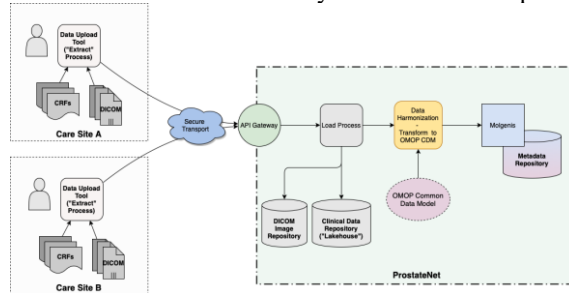 Data Upload
Tool
("Extract"
Process)
CRFs
DICOM
Care Site A
Data Upload
Tool
("Extract"
Process)
CRFs
DICOM
Care Site B
Secure
Transport
API Gateway
Load Process
Data
Harmonization
-
Transform to
OMOP CDM
Molgenis
Metadata
Repository
OMOP Common
Data Model
DICOM
Image
Repository
Clinical Data
Repository
("Lakshouse")
ProstateNet